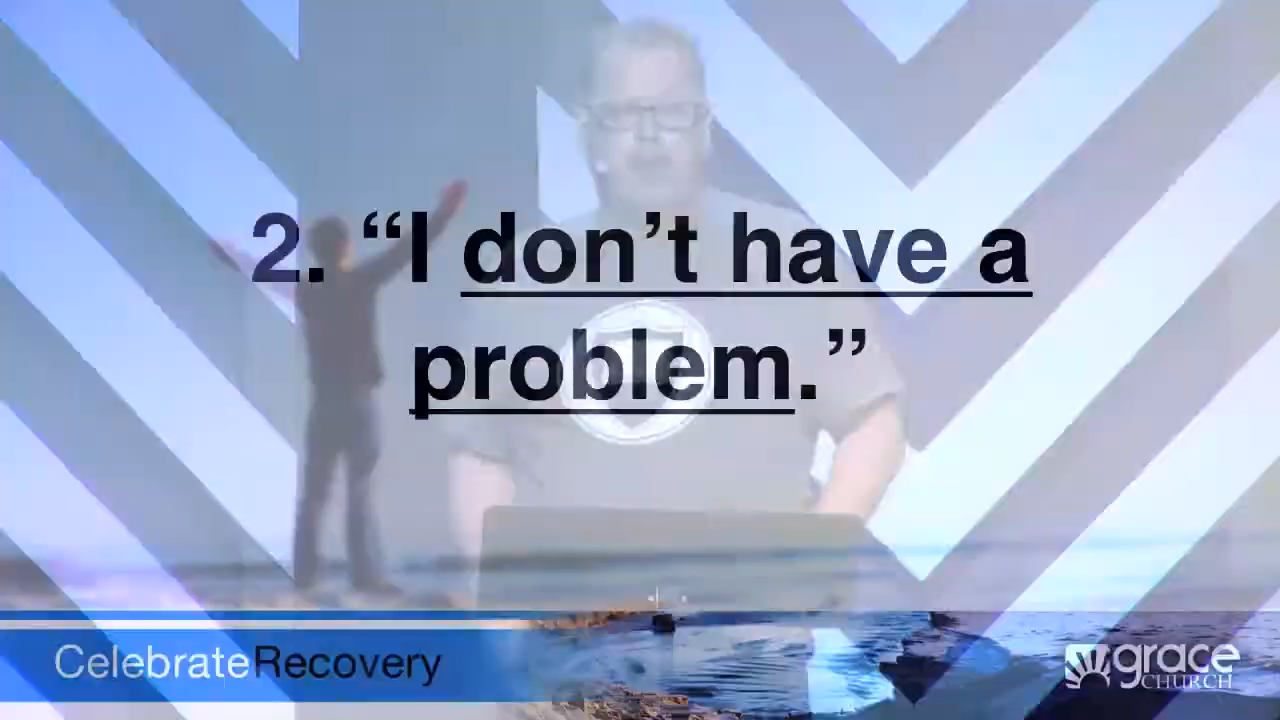 2. “I don’t have a
problem.”
CelebrateRecovery
grace
CHURCH